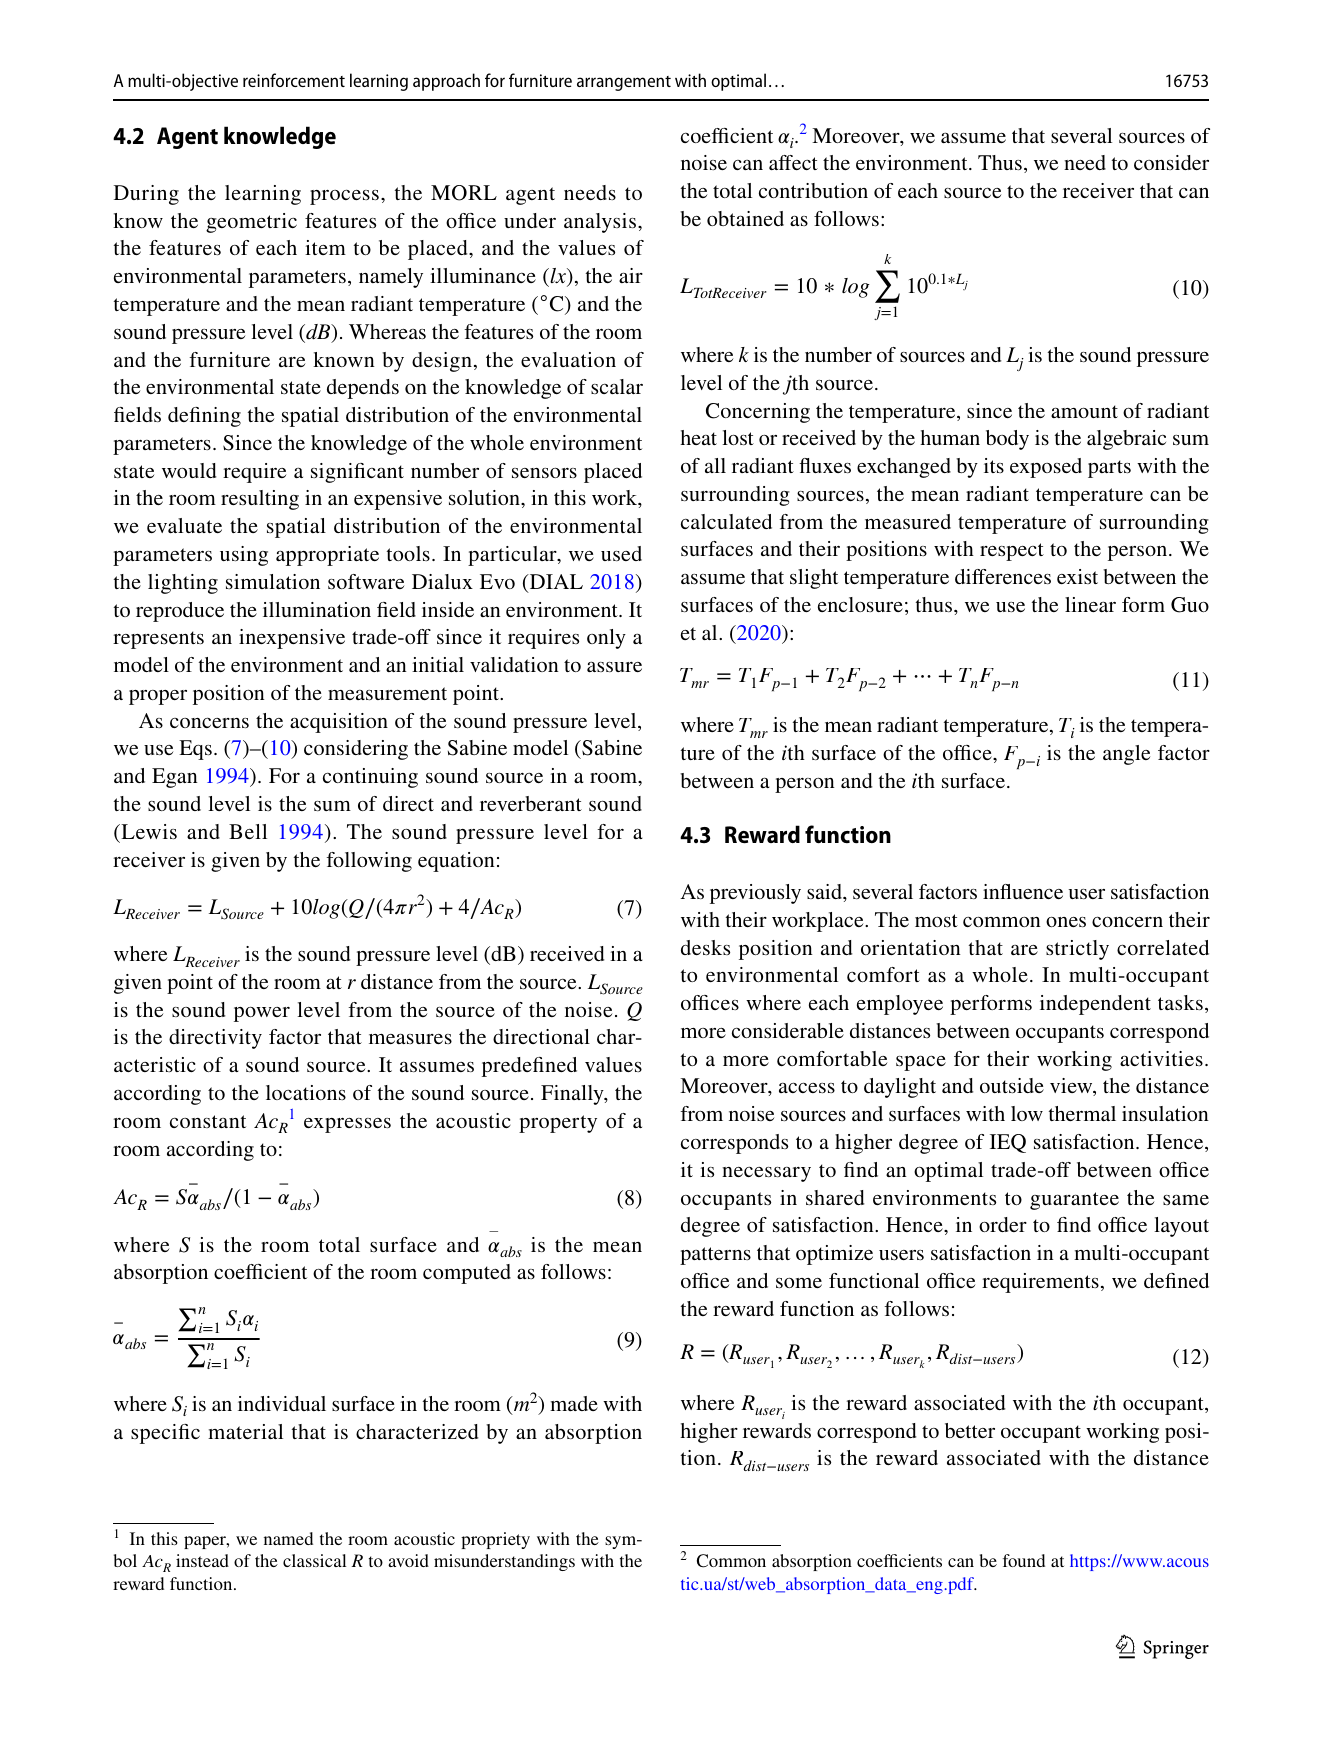 A multi-objective reinforcement learning approach for furniture arrangement with optimal…
16753
4.2 Agent knowledge
During the learning process, the MORL agent needs to
know the geometric features of the office under analysis,
the features of each item to be placed, and the values of
environmental parameters, namely illuminance (lx), the air
temperature and the mean radiant temperature (°C) and the
sound pressure level (dB). Whereas the features of the room
and the furniture are known by design, the evaluation of
the environmental state depends on the knowledge of scalar
fields defining the spatial distribution of the environmental
parameters. Since the knowledge of the whole environment
state would require a significant number of sensors placed
in the room resulting in an expensive solution, in this work,
we evaluate the spatial distribution of the environmental
parameters using appropriate tools. In particular, we used
the lighting simulation software Dialux Evo (DIAL 2018)
to reproduce the illumination field inside an environment. It
represents an inexpensive trade-off since it requires only a
model of the environment and an initial validation to assure
a proper position of the measurement point.
As concerns the acquisition of the sound pressure level,
we use Eqs. (7)–(10) considering the Sabine model (Sabine
and Egan 1994). For a continuing sound source in a room,
the sound level is the sum of direct and reverberant sound
(Lewis and Bell 1994). The sound pressure level for a
receiver is given by the following equation:
L_Receiver = L_Source + 10log(Q/(4πr²) + 4/Ac_R) (7)
where L_Receiver is the sound pressure level (dB) received in a
given point of the room at r distance from the source. L_Source
is the sound power level from the source of the noise. Q
is the directivity factor that measures the directional char-
acteristic of a sound source. It assumes predefined values
according to the locations of the sound source. Finally, the
room constant Ac_R¹ expresses the acoustic property of a
room according to:
Ac_R = Sᾱ_abs/(1 − ᾱ_abs) (8)
where S is the room total surface and ᾱ_abs is the mean
absorption coefficient of the room computed as follows:
ᾱ_abs = ∑_{i=1}^{n} S_i α_i / ∑_{i=1}^{n} S_i (9)
where S_i is an individual surface in the room (m²) made with
a specific material that is characterized by an absorption
¹ In this paper, we named the room acoustic propriety with the sym-
bol Ac_R instead of the classical R to avoid misunderstandings with the
reward function.
coefficient α_i.² Moreover, we assume that several sources of
noise can affect the environment. Thus, we need to consider
the total contribution of each source to the receiver that can
be obtained as follows:
L_TotReceiver = 10 ∗ log ∑_{j=1}^{k} 10^{0.1∗L_j} (10)
where k is the number of sources and L_j is the sound pressure
level of the jth source.
Concerning the temperature, since the amount of radiant
heat lost or received by the human body is the algebraic sum
of all radiant fluxes exchanged by its exposed parts with the
surrounding sources, the mean radiant temperature can be
calculated from the measured temperature of surrounding
surfaces and their positions with respect to the person. We
assume that slight temperature differences exist between the
surfaces of the enclosure; thus, we use the linear form Guo
et al. (2020):
T_mr = T_1F_{p−1} + T_2F_{p−2} + ⋯ + T_nF_{p−n} (11)
where T_mr is the mean radiant temperature, T_i is the tempera-
ture of the ith surface of the office, F_{p−i} is the angle factor
between a person and the ith surface.
4.3 Reward function
As previously said, several factors influence user satisfaction
with their workplace. The most common ones concern their
desks position and orientation that are strictly correlated
to environmental comfort as a whole. In multi-occupant
offices where each employee performs independent tasks,
more considerable distances between occupants correspond
to a more comfortable space for their working activities.
Moreover, access to daylight and outside view, the distance
from noise sources and surfaces with low thermal insulation
corresponds to a higher degree of IEQ satisfaction. Hence,
it is necessary to find an optimal trade-off between office
occupants in shared environments to guarantee the same
degree of satisfaction. Hence, in order to find office layout
patterns that optimize users satisfaction in a multi-occupant
office and some functional office requirements, we defined
the reward function as follows:
R = (R_{user_1}, R_{user_2}, … , R_{user_k}, R_{dist−users}) (12)
where R_{user_i} is the reward associated with the ith occupant,
higher rewards correspond to better occupant working posi-
tion. R_{dist−users} is the reward associated with the distance
² Common absorption coefficients can be found at https://www.acous
tic.ua/st/web_absorption_data_eng.pdf.
Springer